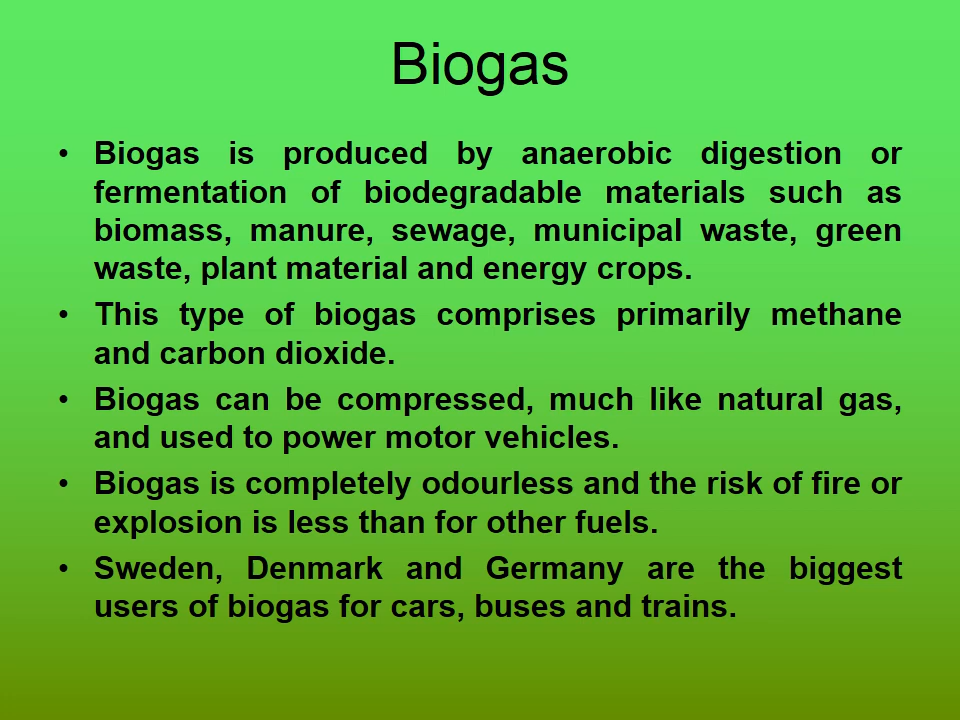 Biogas
• Biogas is produced by anaerobic digestion or
fermentation of biodegradable materials such as
biomass, manure, sewage, municipal waste, green
waste, plant material and energy crops.
• This type of biogas comprises primarily methane
and carbon dioxide.
• Biogas can be compressed, much like natural gas,
and used to power motor vehicles.
• Biogas is completely odourless and the risk of fire or
explosion is less than for other fuels.
• Sweden, Denmark and Germany are the biggest
users of biogas for cars, buses and trains.